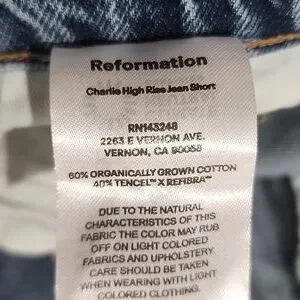 Reformation
Charlie High Rise Jean Short
RN143248
2263 E VERNON AVE.
VERNON, CA 90058
60% ORGANICALLY GROWN COTTON
40% TENCEL™ X REFIBRA™
DUE TO THE NATURAL
CHARACTERISTICS OF THIS
FABRIC THE COLOR MAY RUB
OFF ON LIGHT COLORED
FABRICS AND UPHOLSTERY
CARE SHOULD BE TAKEN
WHEN WEARING WITH LIGHT
COLORED CLOTHING.